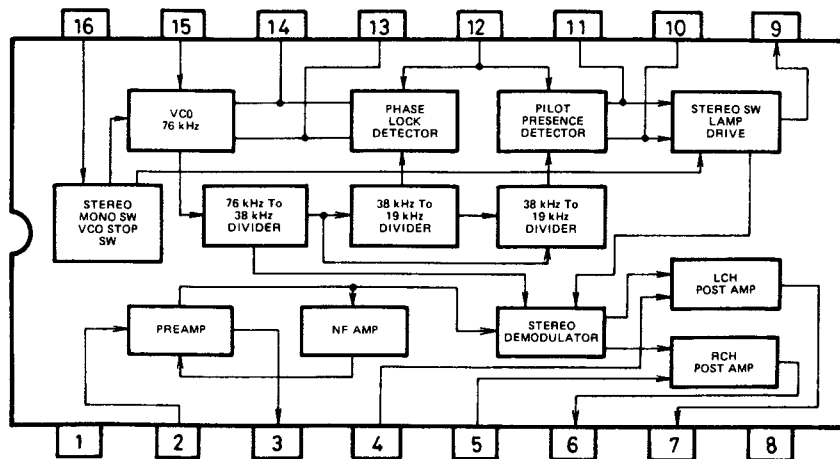 16 15 14 13 12 11 10 9
VC0
76 kHz
PHASE
LOCK
DETECTOR
PILOT
PRESENCE
DETECTOR
STEREO SW
LAMP
DRIVE
STEREO
MONO SW
VCO STOP
SW
76 kHz To
38 kHz
DIVIDER
38 kHz To
19 kHz
DIVIDER
38 kHz To
19 kHz
DIVIDER
PREAMP
NF AMP
STEREO
DEMODULATOR
LCH
POST AMP
RCH
POST AMP
1 2 3 4 5 6 7 8